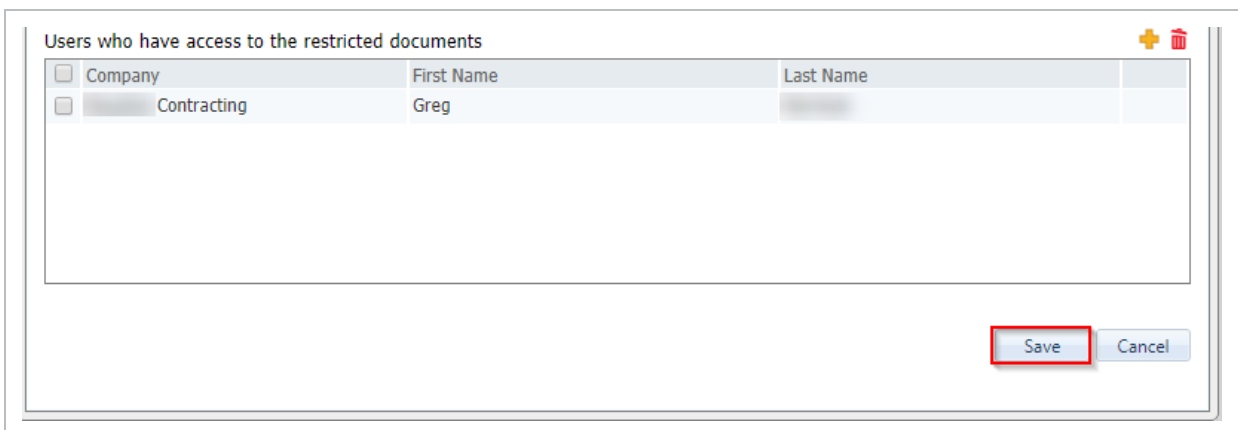 Users who have access to the restricted documents
Company First Name Last Name
Contracting Greg
Save Cancel